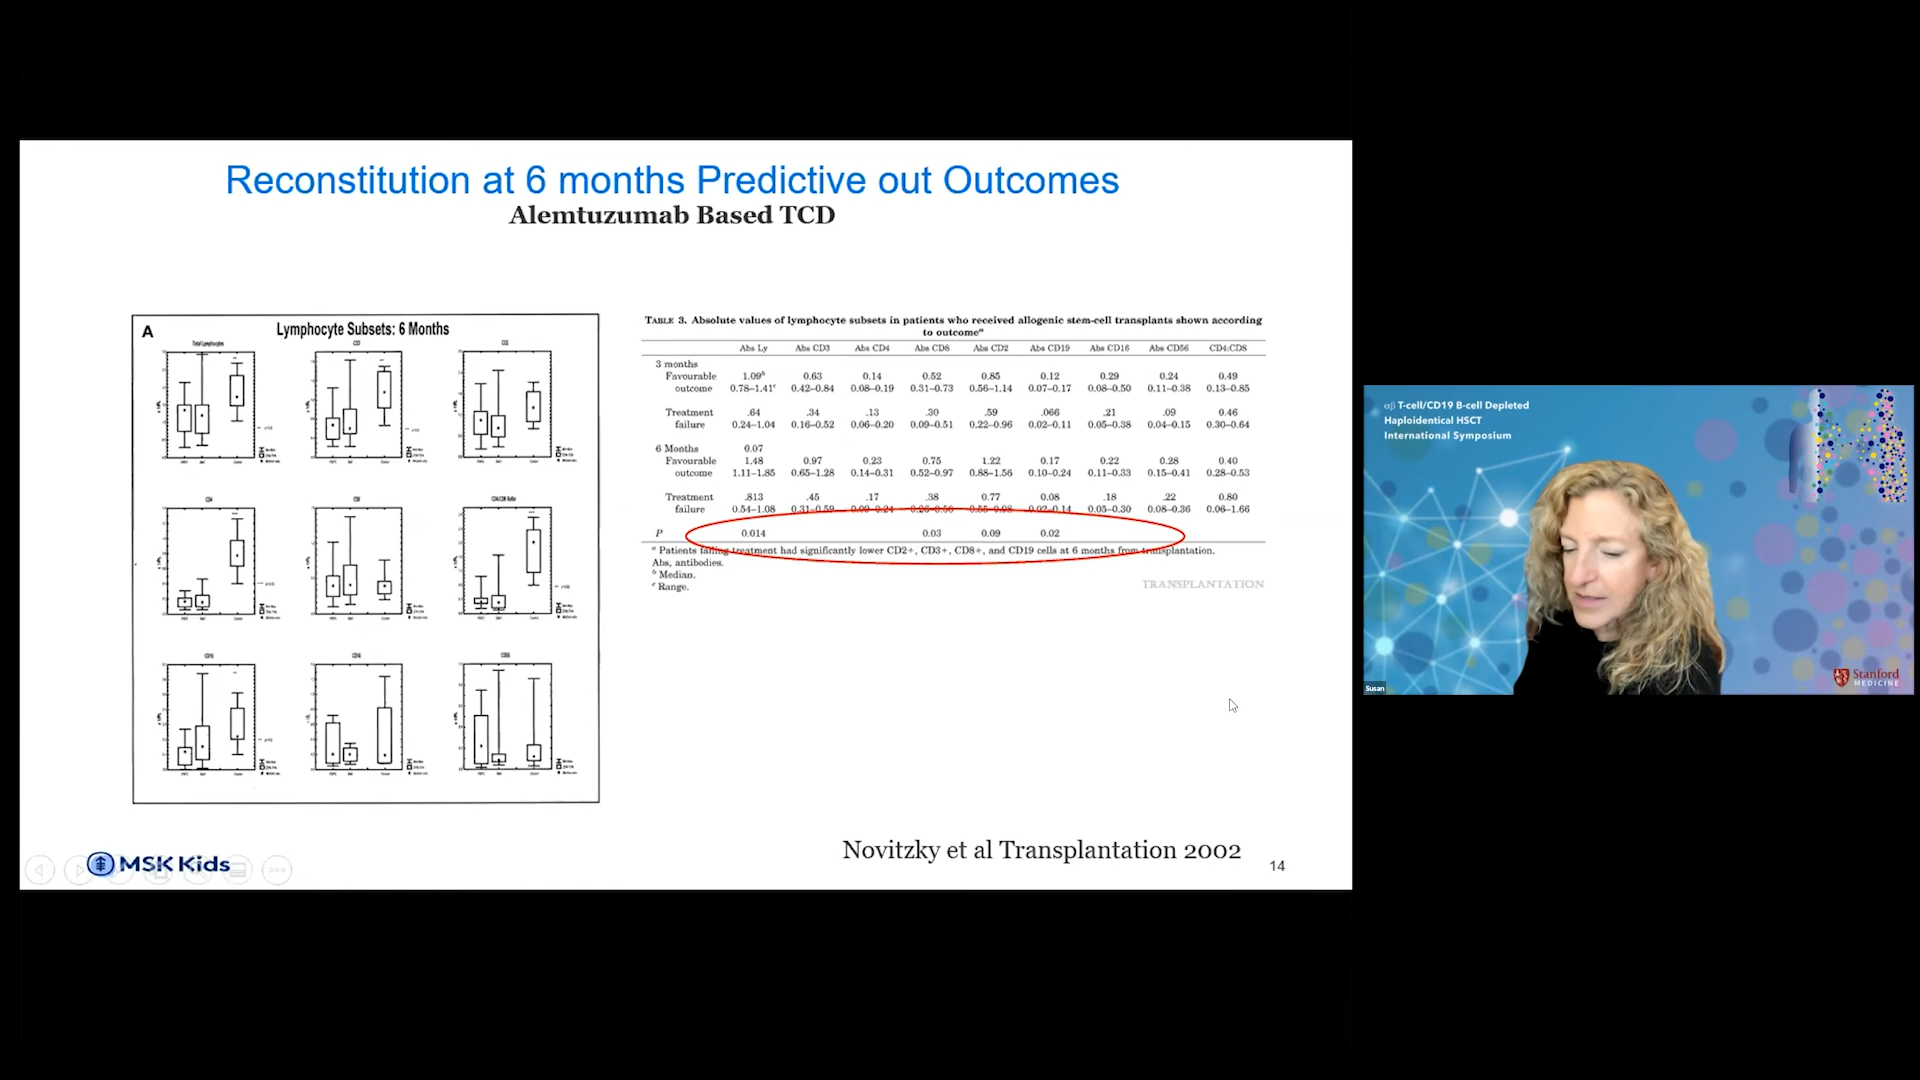 Reconstitution at 6 months Predictive out Outcomes
Alemtuzumab Based TCD
A
Lymphocyte Subsets: 6 Months
Total Lymphocytes
CD4:CD8 Ratio
TABLE 3. Absolute values of lymphocyte subsets in patients who received allogenic stem-cell transplants shown according
to outcomeᵃ
Abs Ly Abs CD3 Abs CD4 Abs CD8 Abs CD2 Abs CD19 Abs CD16 Abs CD56 CD4:CD8
3 months
Favourable 1.09ᵇ 0.63 0.14 0.52 0.85 0.12 0.29 0.24 0.49
outcome 0.78–1.41ᶜ 0.42–0.84 0.08–0.19 0.31–0.73 0.56–1.14 0.07–0.17 0.08–0.50 0.11–0.38 0.13–0.85
Treatment .64 .34 .13 .30 .59 .066 .21 .09 0.46
failure 0.24–1.04 0.16–0.52 0.06–0.20 0.09–0.51 0.22–0.96 0.02–0.11 0.05–0.38 0.04–0.15 0.30–0.64
6 Months 0.07
Favourable 1.48 0.97 0.23 0.75 1.22 0.17 0.22 0.28 0.40
outcome 1.11–1.85 0.65–1.28 0.14–0.31 0.52–0.97 0.88–1.56 0.10–0.24 0.11–0.33 0.15–0.41 0.28–0.53
Treatment .813 .45 .17 .38 0.77 0.08 .18 .22 0.80
failure 0.54–1.08 0.31–0.59 0.09–0.24 0.26–0.50 0.55–0.98 0.02–0.14 0.05–0.30 0.08–0.36 0.06–1.66
P 0.014 0.03 0.09 0.02
ᵃ Patients failing treatment had significantly lower CD2+, CD3+, CD8+, and CD19 cells at 6 months from transplantation.
Abs, antibodies.
ᵇ Median.
ᶜ Range.
TRANSPLANTATION
MSK Kids
Novitzky et al Transplantation 2002
14
αβ T-cell/CD19 B-cell Depleted
Haploidentical HSCT
International Symposium
Stanford
MEDICINE
Susan